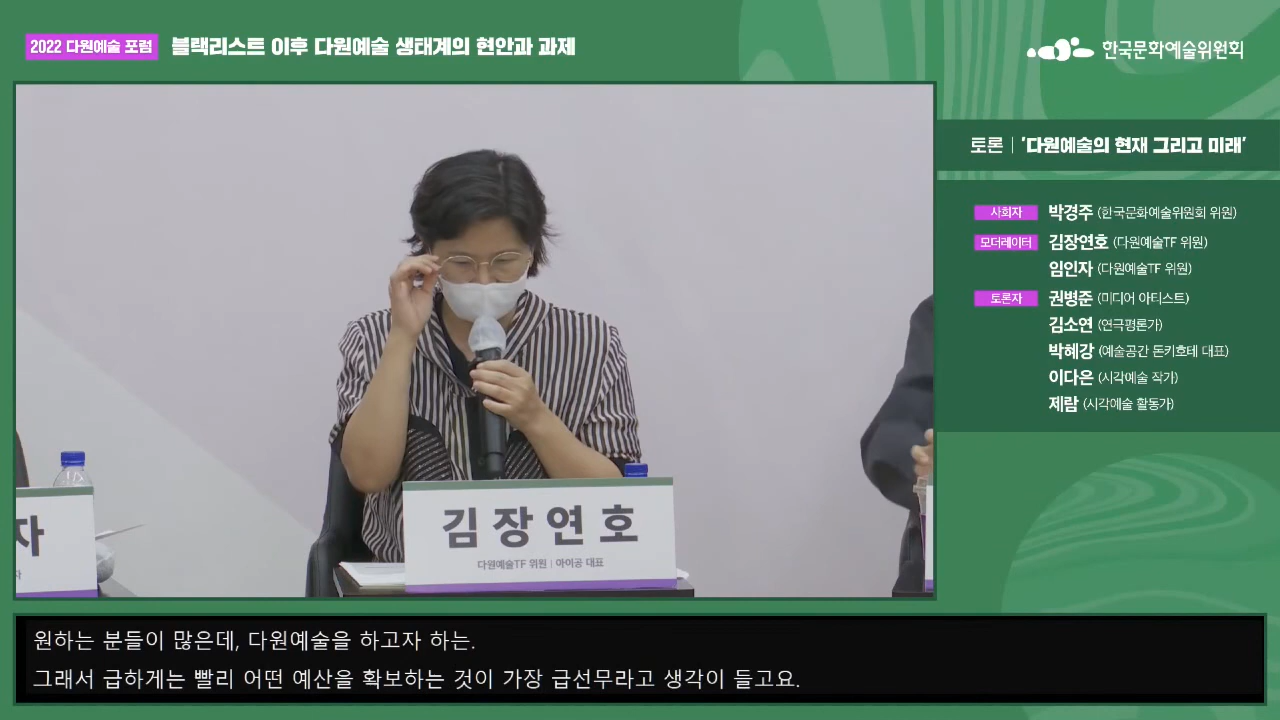 2022 다원예술 포럼 블랙리스트 이후 다원예술 생태계의 현안과 과제
한국문화예술위원회
토론 | '다원예술의 현재 그리고 미래'
사회자 박경주 (한국문화예술위원회 위원)
모더레이터 김장연호 (다원예술TF 위원)
임인자 (다원예술TF 위원)
토론자 권병준 (미디어 아티스트)
김소연 (연극평론가)
박혜강 (예술공간 돈키호테 대표)
이다은 (시각예술 작가)
제람 (시각예술 활동가)
자
자
김장연호
다원예술TF 위원 | 아이공 대표
원하는 분들이 많은데, 다원예술을 하고자 하는.
그래서 급하게는 빨리 어떤 예산을 확보하는 것이 가장 급선무라고 생각이 들고요.